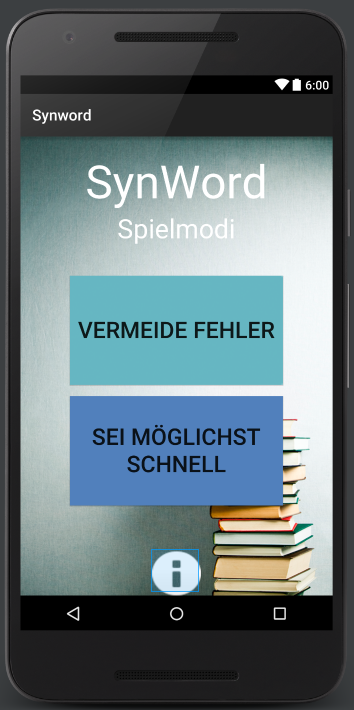 6:00
Synword
SynWord
Spielmodi
VERMEIDE FEHLER
SEI MÖGLICHST
SCHNELL
i